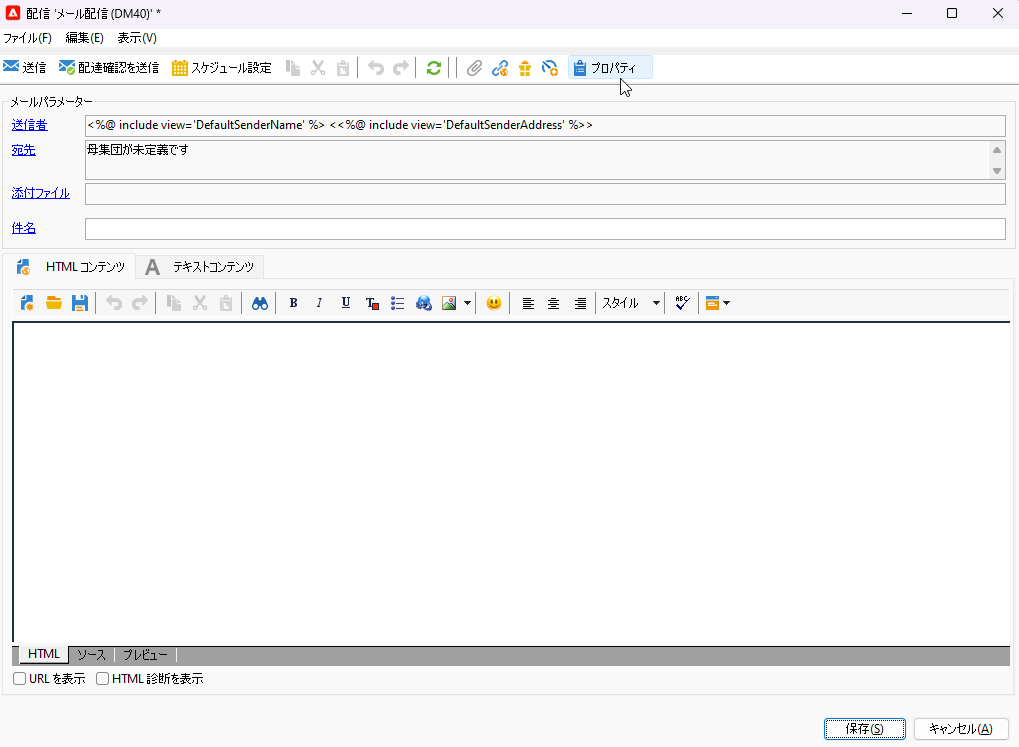 配信 'メール配信 (DM40)' *
ファイル(F) 編集(E) 表示(V)
送信 配達確認を送信 スケジュール設定 プロパティ
メールパラメーター
送信者 <%@ include view='DefaultSenderName' %> <<%@ include view='DefaultSenderAddress' %>>
宛先 母集団が未定義です
添付ファイル
件名
HTML コンテンツ A テキストコンテンツ
B I U T スタイル ABC
HTML ソース プレビュー
URL を表示 HTML 診断を表示
保存(S) キャンセル(A)